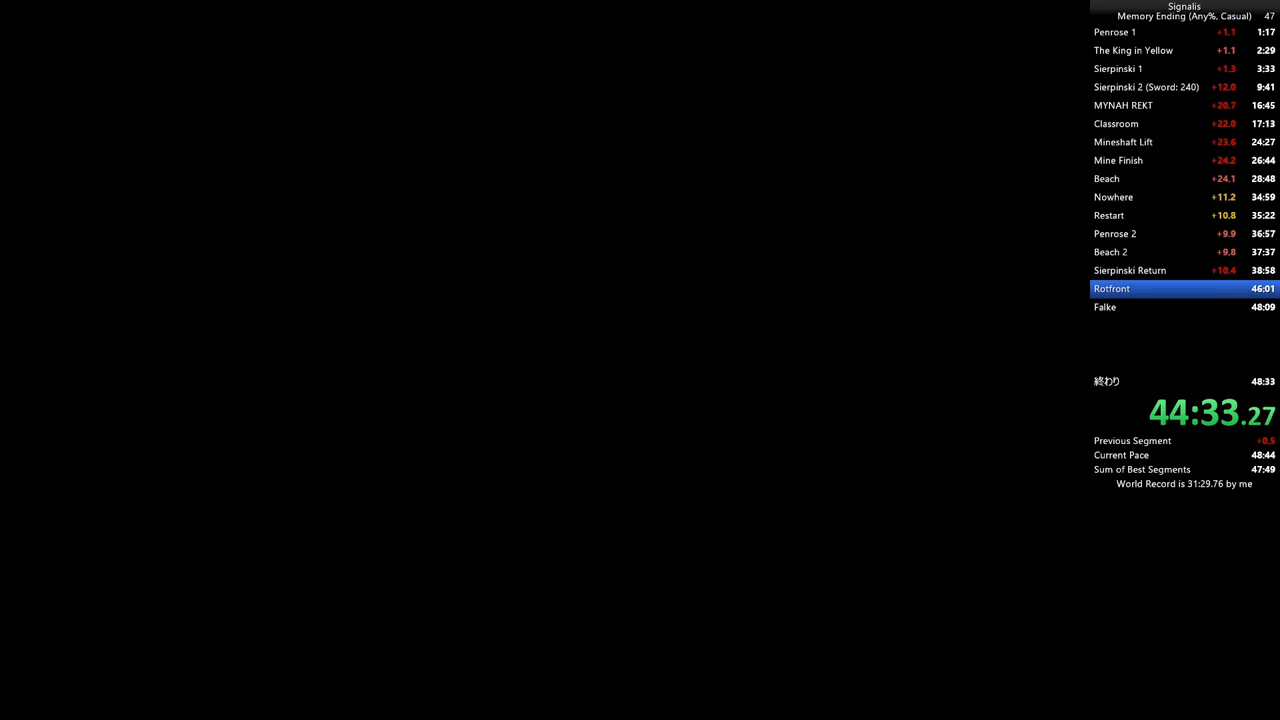 Signalis
Memory Ending (Any%, Casual) 47
Penrose 1 +1.1 1:17
The King in Yellow +1.1 2:29
Sierpinski 1 +1.3 3:33
Sierpinski 2 (Sword: 240) +12.0 9:41
MYNAH REKT +20.7 16:45
Classroom +22.0 17:13
Mineshaft Lift +23.6 24:27
Mine Finish +24.2 26:44
Beach +24.1 28:48
Nowhere +11.2 34:59
Restart +10.8 35:22
Penrose 2 +9.9 36:57
Beach 2 +9.8 37:37
Sierpinski Return +10.4 38:58
Rotfront 46:01
Falke 48:09
終わり 48:33
44:33.27
Previous Segment +0.5
Current Pace 48:44
Sum of Best Segments 47:49
World Record is 31:29.76 by me